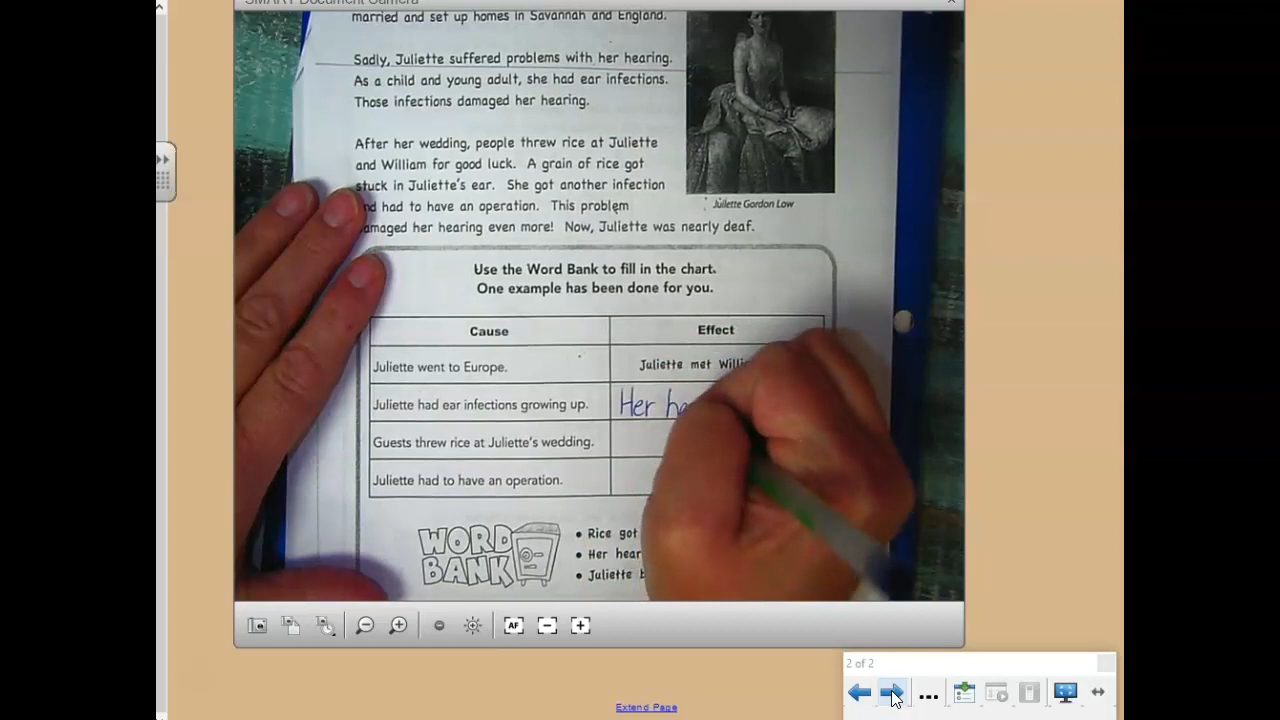 SMART Document Camera
married and set up homes in Savannah and England.
Sadly, Juliette suffered problems with her hearing.
As a child and young adult, she had ear infections.
Those infections damaged her hearing.
After her wedding, people threw rice at Juliette
and William for good luck. A grain of rice got
stuck in Juliette's ear. She got another infection
had to have an operation. This problem
her hearing even more! Now, Juliette was nearly deaf.
Juliette Gordon Low
Use the Word Bank to fill in the chart.
One example has been done for you.
Cause Effect
Juliette went to Europe. Juliette met
Juliette had ear infections growing up. Her
Guests threw rice at Juliette's wedding.
Juliette had to have an operation.
WORD BANK
• Rice got
• Her
• Juliette
AF
2 of 2
Extend Page